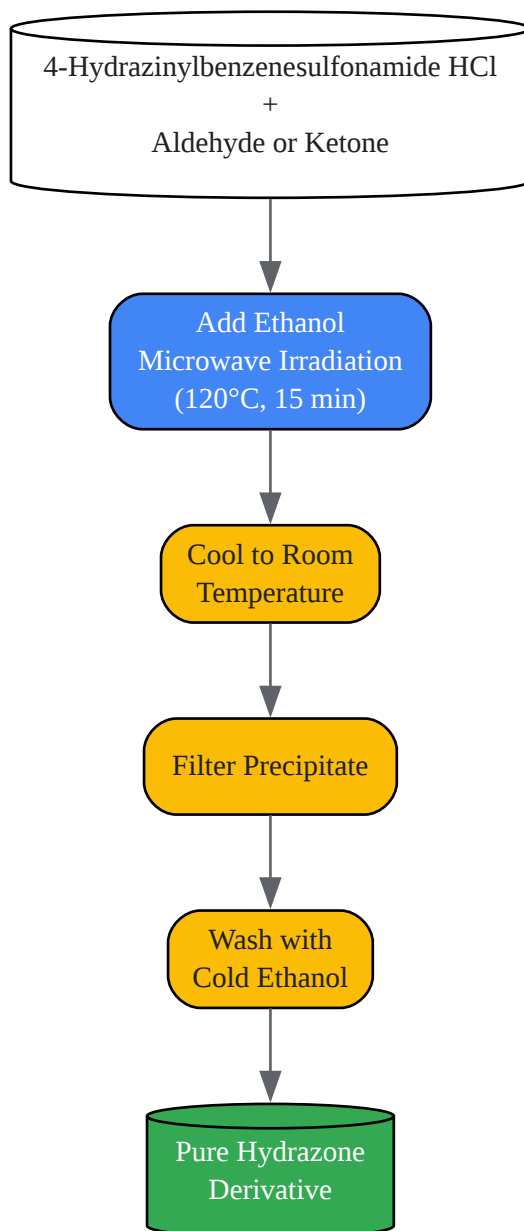 4-Hydrazinylbenzenesulfonamide HCl
+
Aldehyde or Ketone
Add Ethanol
Microwave Irradiation
(120°C, 15 min)
Cool to Room
Temperature
Filter Precipitate
Wash with
Cold Ethanol
Pure Hydrazone
Derivative